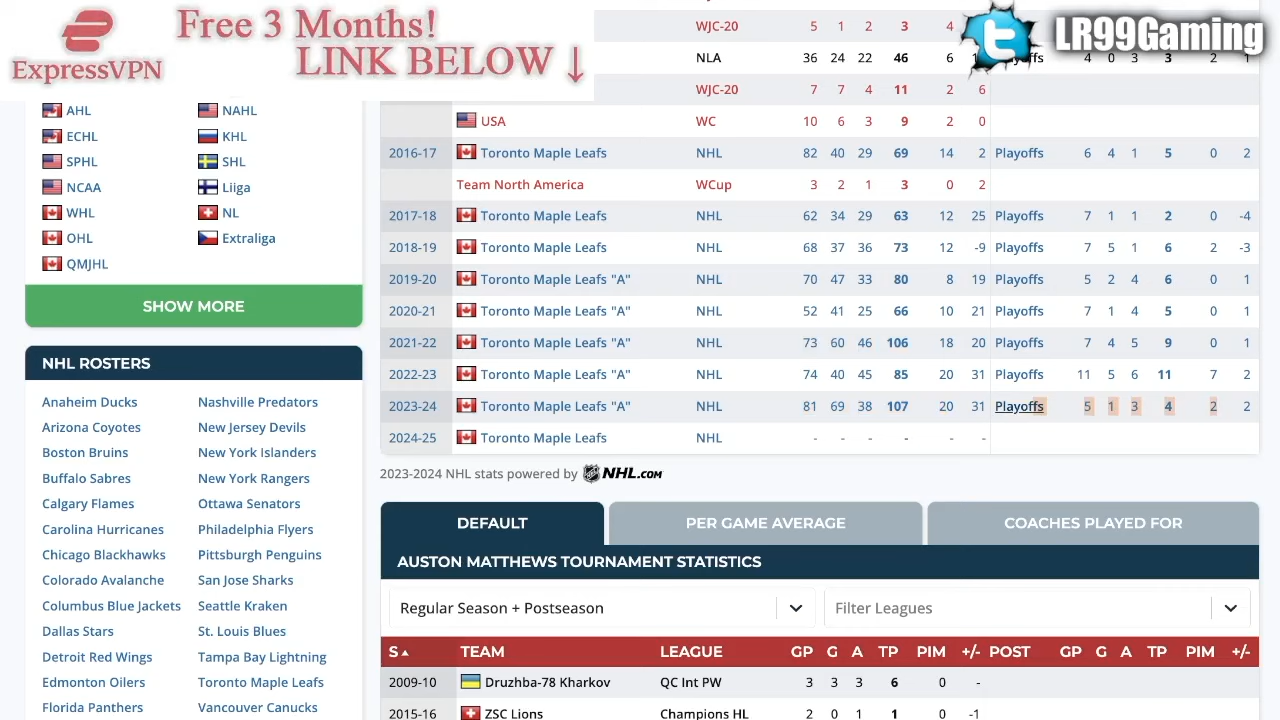 ExpressVPN
Free 3 Months!
LINK BELOW ↓
LR99Gaming
WJC-20 5 1 2 3 4
NLA 36 24 22 46 6 4 0 3 3 2 1
WJC-20 7 7 4 11 2 6
USA WC 10 6 3 9 2 0
2016-17 Toronto Maple Leafs NHL 82 40 29 69 14 2 Playoffs 6 4 1 5 0 2
Team North America WCup 3 2 1 3 0 2
2017-18 Toronto Maple Leafs NHL 62 34 29 63 12 25 Playoffs 7 1 1 2 0 -4
2018-19 Toronto Maple Leafs NHL 68 37 36 73 12 -9 Playoffs 7 5 1 6 2 -3
2019-20 Toronto Maple Leafs "A" NHL 70 47 33 80 8 19 Playoffs 5 2 4 6 0 1
2020-21 Toronto Maple Leafs "A" NHL 52 41 25 66 10 21 Playoffs 7 1 4 5 0 1
2021-22 Toronto Maple Leafs "A" NHL 73 60 46 106 18 20 Playoffs 7 4 5 9 0 1
2022-23 Toronto Maple Leafs "A" NHL 74 40 45 85 20 31 Playoffs 11 5 6 11 7 2
2023-24 Toronto Maple Leafs "A" NHL 81 69 38 107 20 31 Playoffs 5 1 3 4 2 2
2024-25 Toronto Maple Leafs NHL - - - - - -
2023-2024 NHL stats powered by NHL.COM
AHL NAHL
ECHL KHL
SPHL SHL
NCAA Liiga
WHL NL
OHL Extraliga
QMJHL
SHOW MORE
NHL ROSTERS
Anaheim Ducks Nashville Predators
Arizona Coyotes New Jersey Devils
Boston Bruins New York Islanders
Buffalo Sabres New York Rangers
Calgary Flames Ottawa Senators
Carolina Hurricanes Philadelphia Flyers
Chicago Blackhawks Pittsburgh Penguins
Colorado Avalanche San Jose Sharks
Columbus Blue Jackets Seattle Kraken
Dallas Stars St. Louis Blues
Detroit Red Wings Tampa Bay Lightning
Edmonton Oilers Toronto Maple Leafs
Florida Panthers Vancouver Canucks
DEFAULT PER GAME AVERAGE COACHES PLAYED FOR
AUSTON MATTHEWS TOURNAMENT STATISTICS
Regular Season + Postseason Filter Leagues
S TEAM LEAGUE GP G A TP PIM +/- POST GP G A TP PIM +/-
2009-10 Druzhba-78 Kharkov QC Int PW 3 3 3 6 0 -
2015-16 ZSC Lions Champions HL 2 0 1 1 0 -1